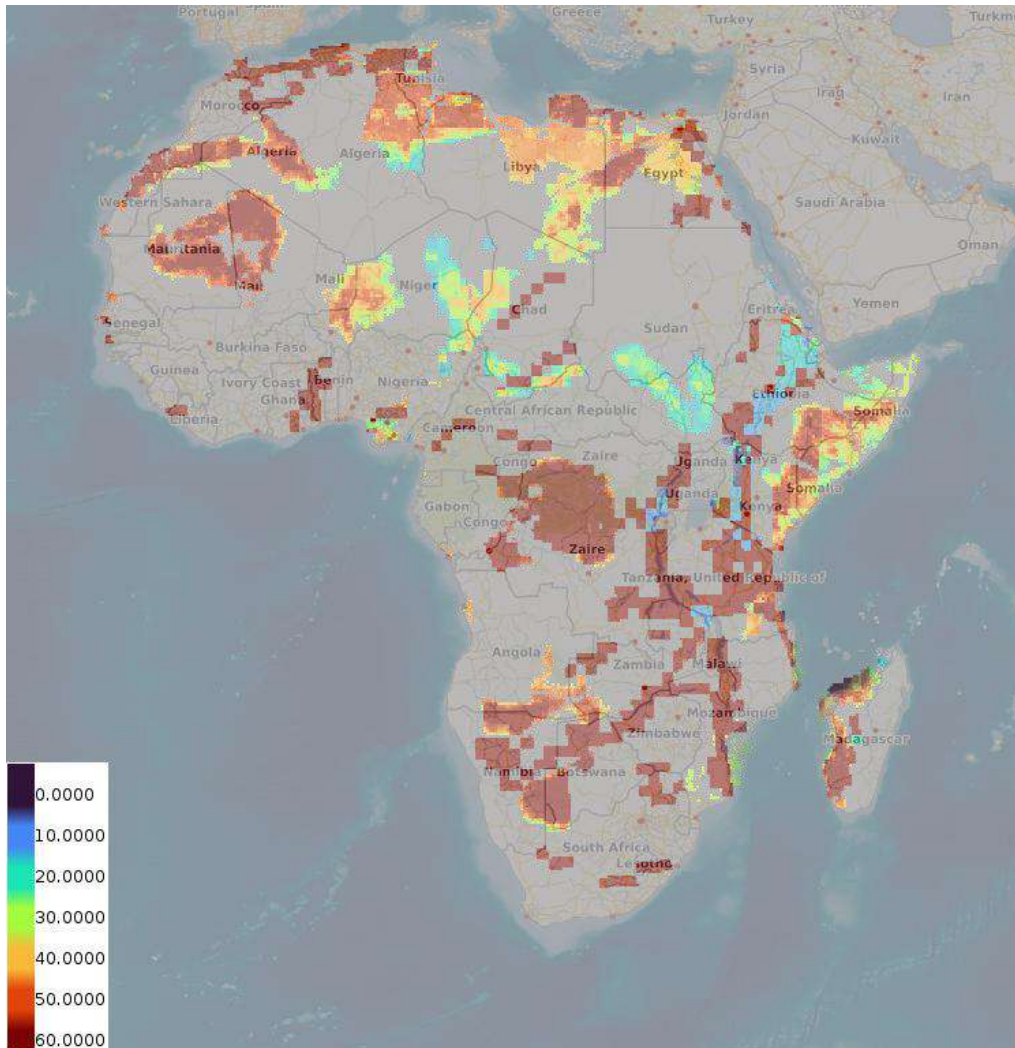 Portugal
Spain
Greece
Turkey
Turkm
Syria
Tunisia
Iraq
Iran
Morocco
Jordan
Kuwait
Algeria
Algeria
Libya
Egypt
Western Sahara
Saudi Arabia
Mauritania
Oman
Mali
Niger
Mali
Chad
Eritrea
Yemen
Senegal
Sudan
Burkina Faso
Guinea
Benin
Nigeria
Ivory Coast
Ghana
Ethiopia
Somalia
Liberia
Central African Republic
Cameroon
Congo
Zaire
Uganda
Kenya
Uganda
Somalia
Gabon
Kenya
Congo
Zaire
Tanzania, United Republic of
Angola
Zambia
Malawi
Mozambique
Zimbabwe
Madagascar
Namibia
Botswana
0.0000
10.0000
20.0000
30.0000
40.0000
50.0000
60.0000
South Africa
Lesotho